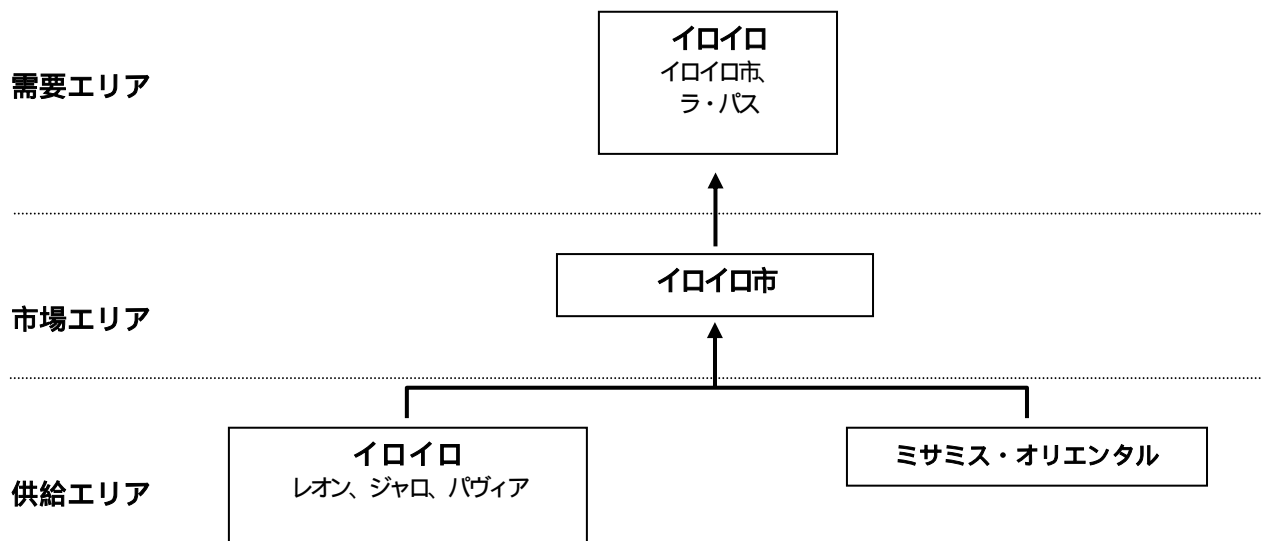 イロイロ
イロイロ市、
ラ・パス
需要エリア
イロイロ市
市場エリア
イロイロ
レオン、ジャロ、パヴィア
ミサミス・オリエンタル
供給エリア